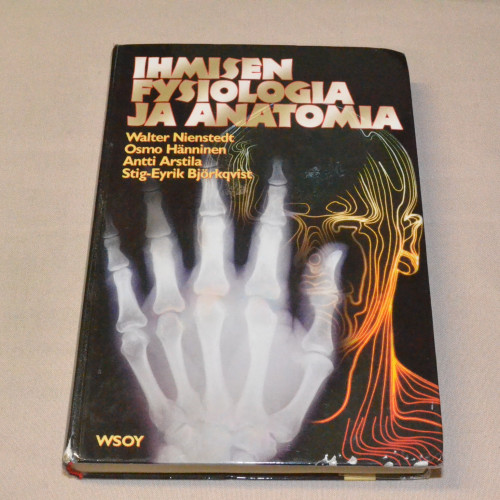 IHMISEN
FYSIOLOGIA
JA ANATOMIA
Walter Nienstedt
Osmo Hänninen
Antti Arstila
Stig-Eyrik Björkqvist
WSOY